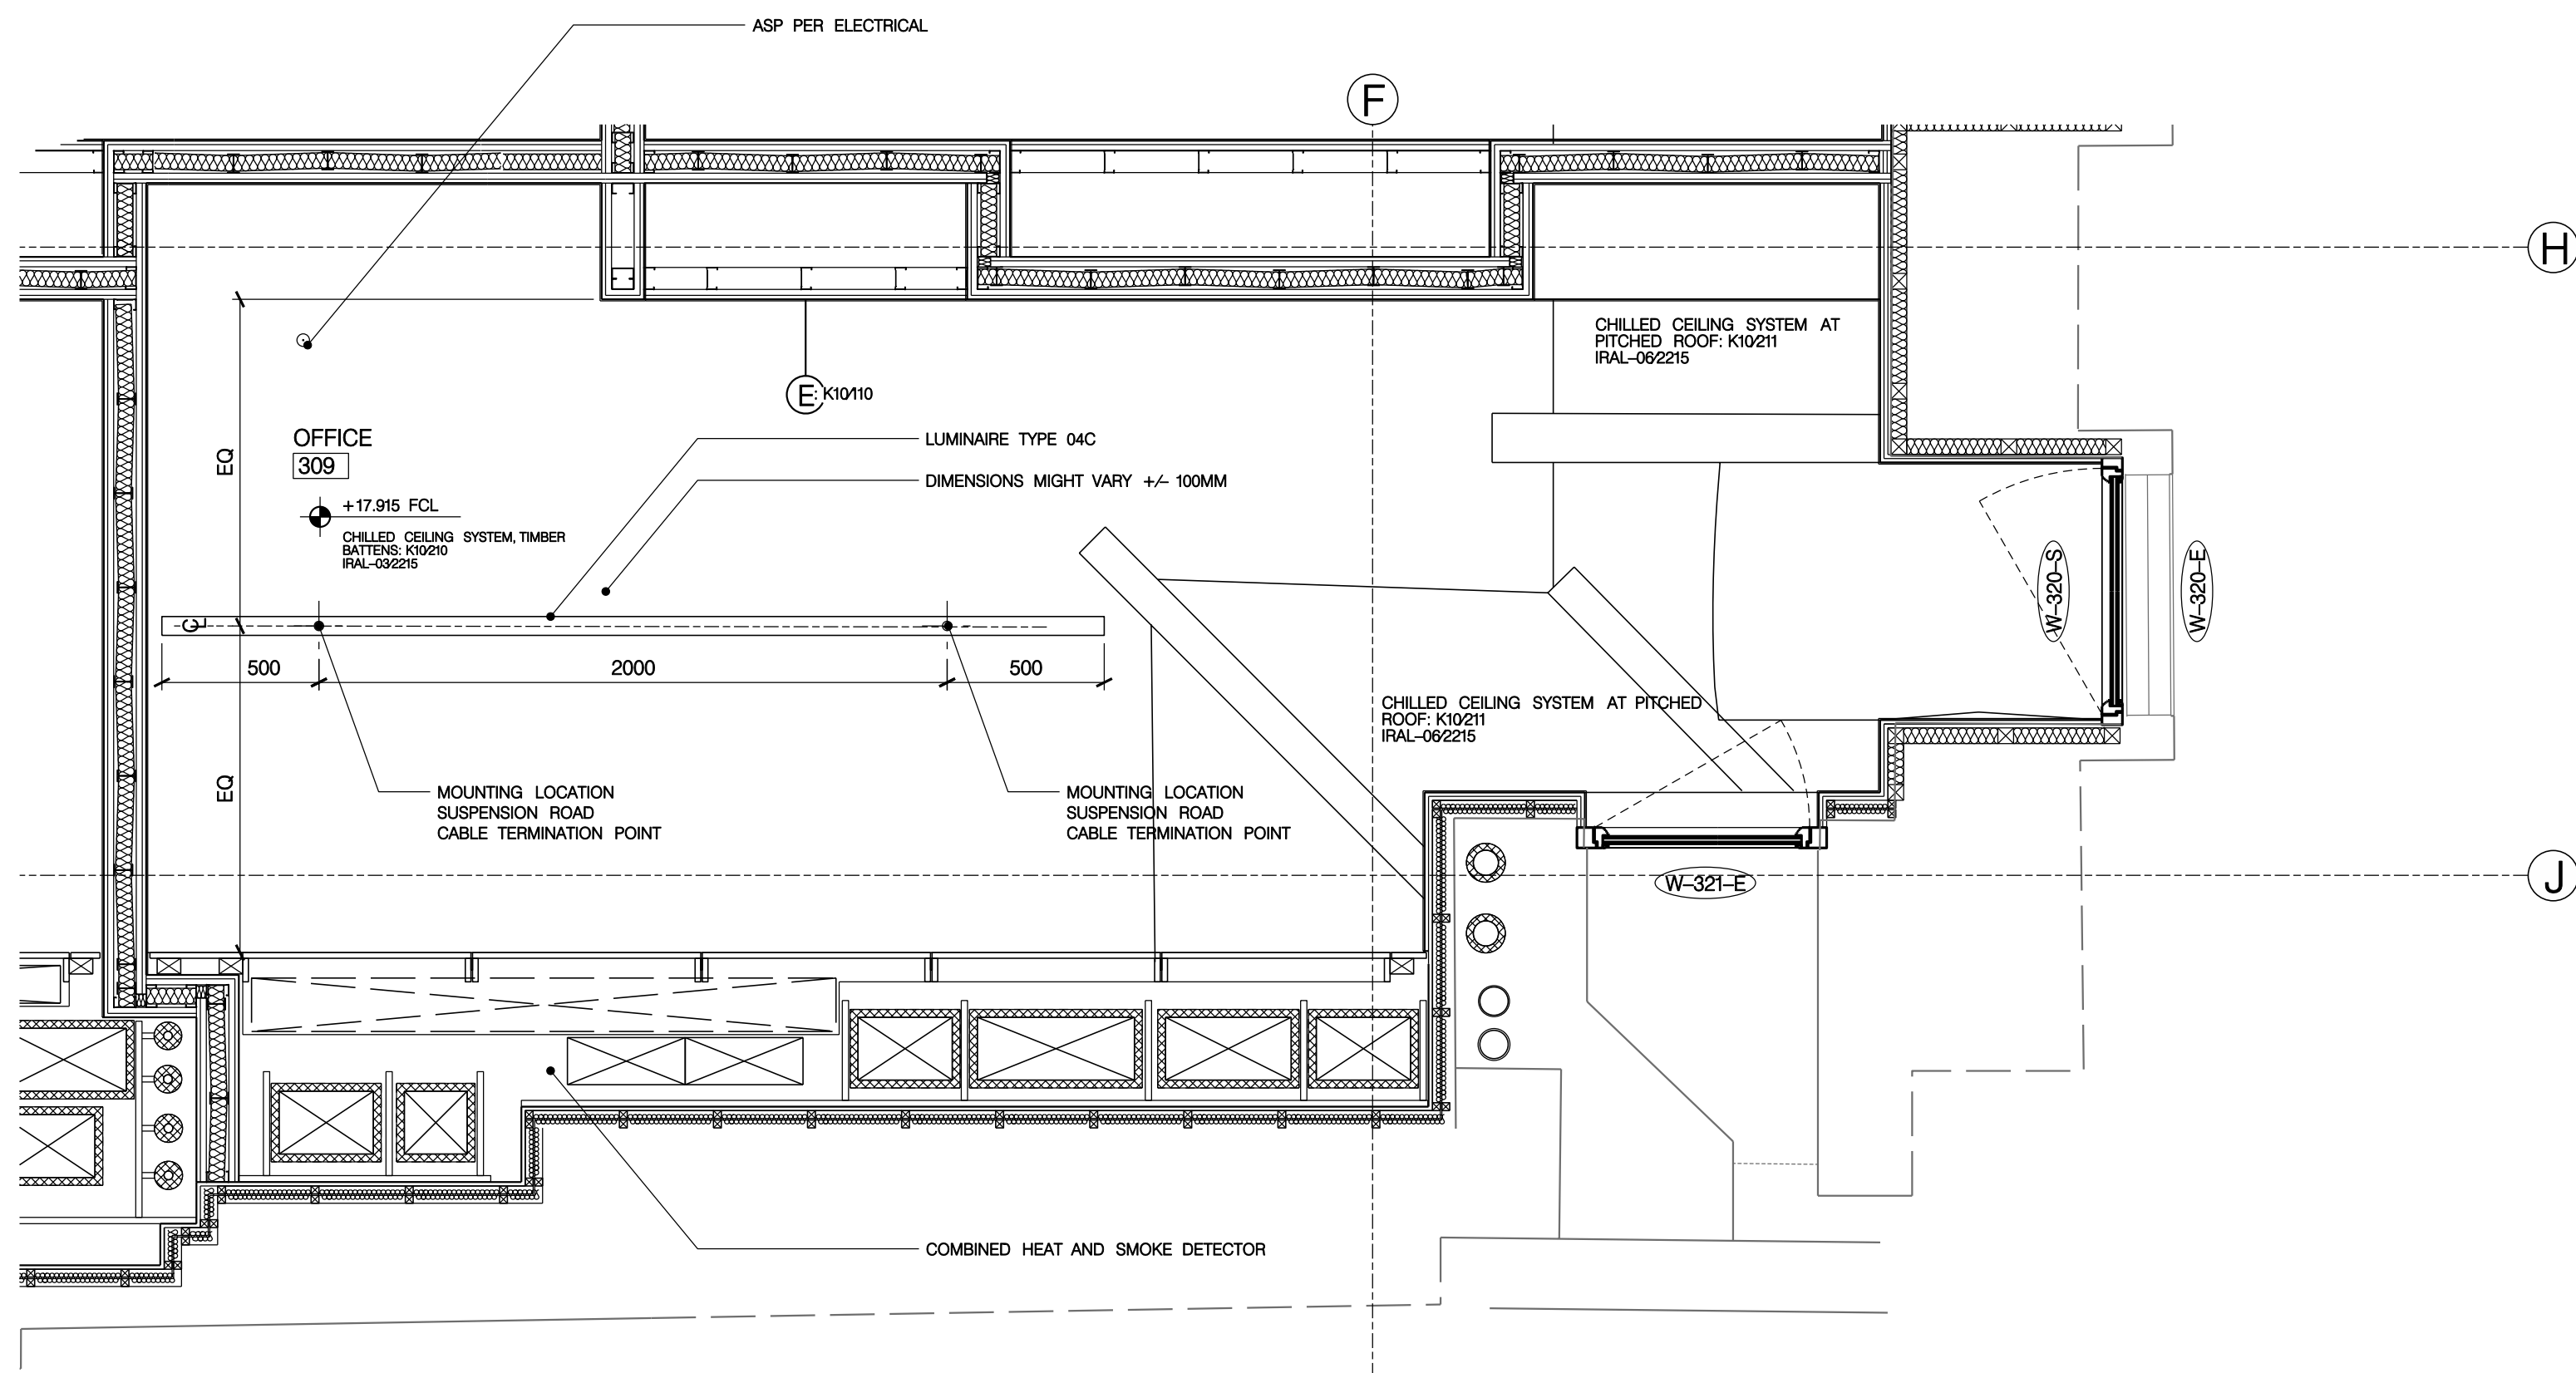 ASP PER ELECTRICAL
F
H
CHILLED CEILING SYSTEM AT
PITCHED ROOF: K10/211
IRAL-06/2215
E: K10/110
OFFICE
309
LUMINAIRE TYPE 04C
DIMENSIONS MIGHT VARY +/- 100MM
EQ
+17.915 FCL
CHILLED CEILING SYSTEM, TIMBER
BATTENS: K10/210
IRAL-03/2215
W-320-S
W-320-E
CL
500
2000
500
CHILLED CEILING SYSTEM AT PITCHED
ROOF: K10/211
IRAL-06/2215
EQ
MOUNTING LOCATION
SUSPENSION ROAD
CABLE TERMINATION POINT
MOUNTING LOCATION
SUSPENSION ROAD
CABLE TERMINATION POINT
J
W-321-E
COMBINED HEAT AND SMOKE DETECTOR